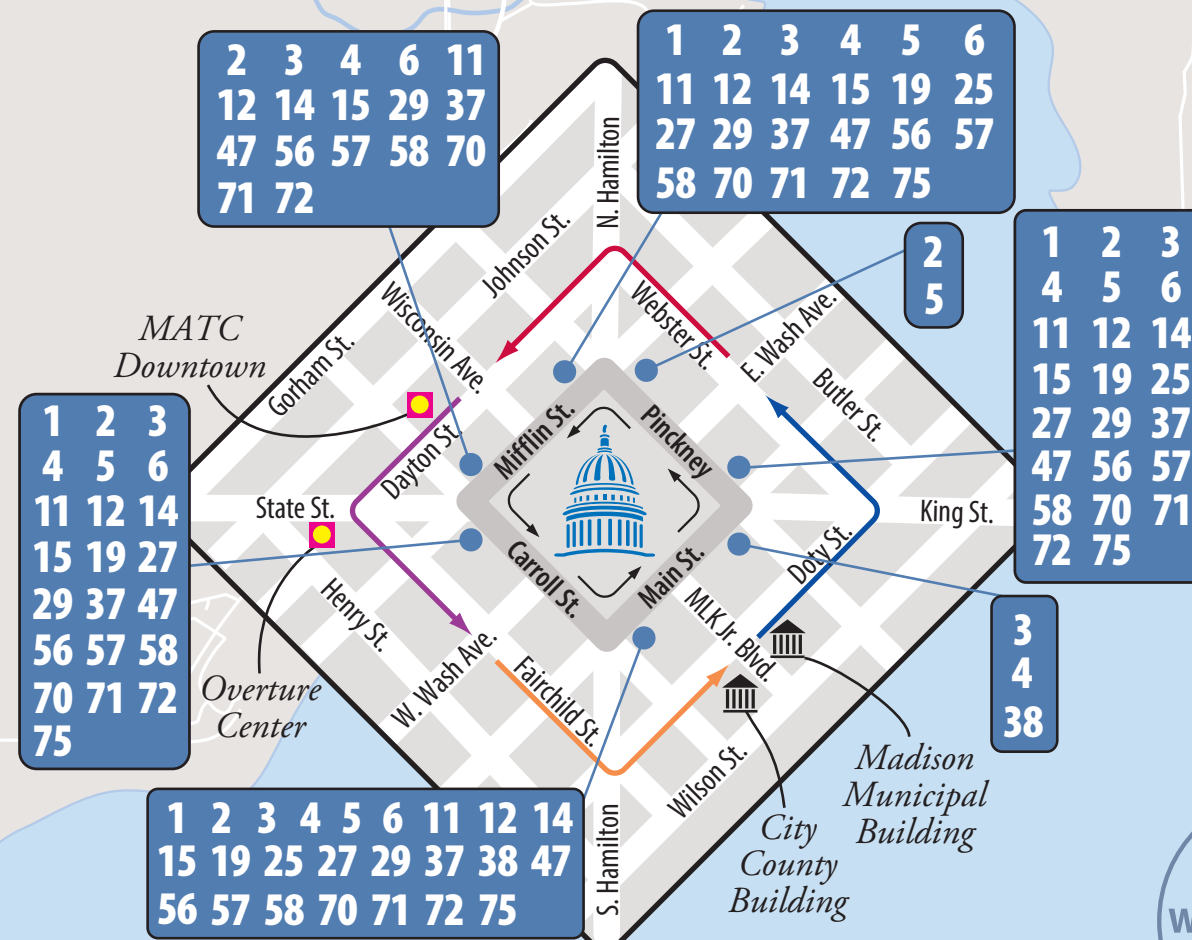 2 3 4 6 11
12 14 15 29 37
47 56 57 58 70
71 72
1 2 3 4 5 6
11 12 14 15 19 25
27 29 37 47 56 57
58 70 71 72 75
2
5
1 2 3
4 5 6
11 12 14
15 19 25
27 29 37
47 56 57
58 70 71
72 75
N. Hamilton
Johnson St.
Wisconsin Ave.
Webster St.
E. Wash Ave.
Butler St.
MATC
Downtown
Gorham St.
Mifflin St.
Pinckney
Dayton St.
1 2 3
4 5 6
11 12 14
15 19 27
29 37 47
56 57 58
70 71 72
75
State St.
King St.
Carroll St.
Main St.
Doty St.
Henry St.
MLK Jr. Blvd.
3
4
38
W. Wash Ave.
Fairchild St.
Overture
Center
Wilson St.
Madison
Municipal
Building
City
County
Building
S. Hamilton
1 2 3 4 5 6 11 12 14
15 19 25 27 29 37 38 47
56 57 58 70 71 72 75
W